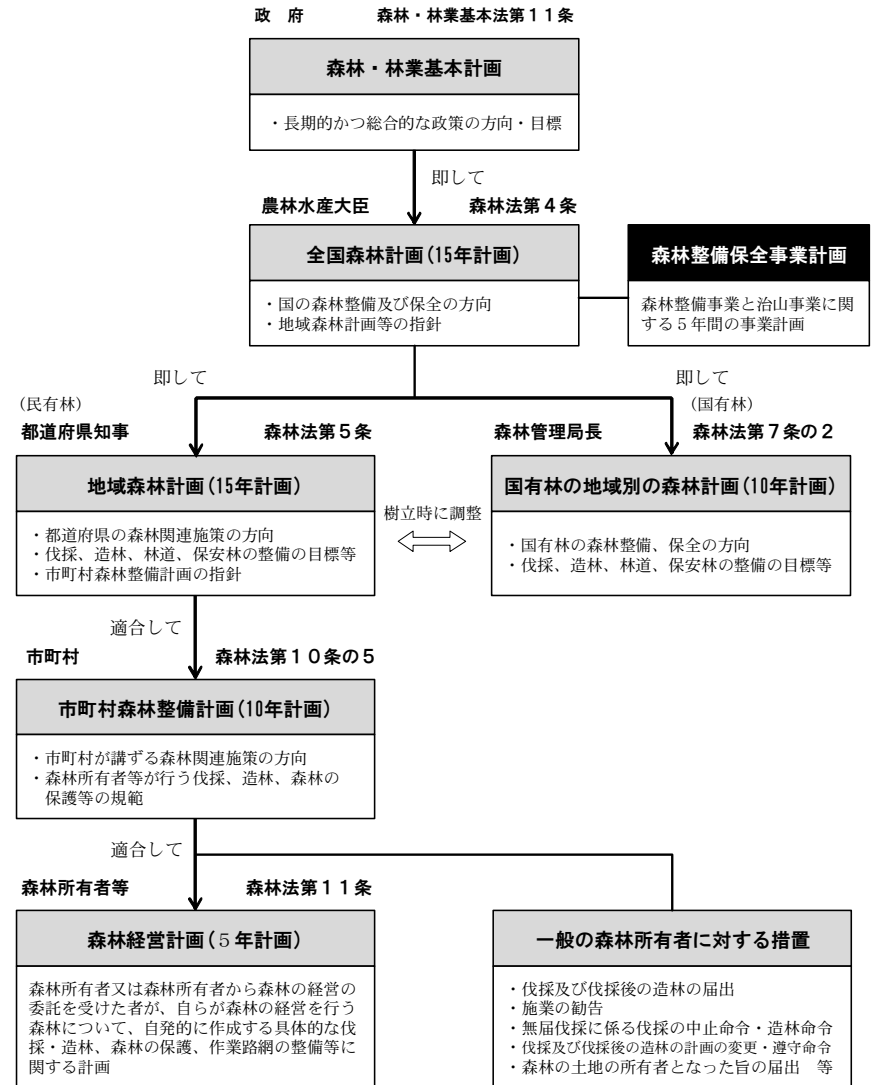 政　府　　　森林・林業基本法第１１条
森林・林業基本計画
・長期的かつ総合的な政策の方向・目標
即して
農林水産大臣　　　森林法第４条
全国森林計画(15年計画)
・国の森林整備及び保全の方向
・地域森林計画等の指針
森林整備保全事業計画
森林整備事業と治山事業に関
する５年間の事業計画
即して
(民有林)
都道府県知事　　　森林法第５条
地域森林計画(15年計画)
・都道府県の森林関連施策の方向
・伐採、造林、林道、保安林の整備の目標等
・市町村森林整備計画の指針
樹立時に調整
即して
(国有林)
森林管理局長　　　森林法第７条の２
国有林の地域別の森林計画(10年計画)
・国有林の森林整備、保全の方向
・伐採、造林、林道、保安林の整備の目標等
適合して
市町村　　　森林法第１０条の５
市町村森林整備計画(10年計画)
・市町村が講ずる森林関連施策の方向
・森林所有者等が行う伐採、造林、森林の
保護等の規範
適合して
森林所有者等　　　森林法第１１条
森林経営計画(５年計画)
森林所有者又は森林所有者から森林の経営の
委託を受けた者が、自らが森林の経営を行う
森林について、自発的に作成する具体的な伐
採・造林、森林の保護、作業路網の整備等に
関する計画
一般の森林所有者に対する措置
・伐採及び伐採後の造林の届出
・施業の勧告
・無届伐採に係る伐採の中止命令・造林命令
・伐採及び伐採後の造林の計画の変更・遵守命令
・森林の土地の所有者となった旨の届出　等